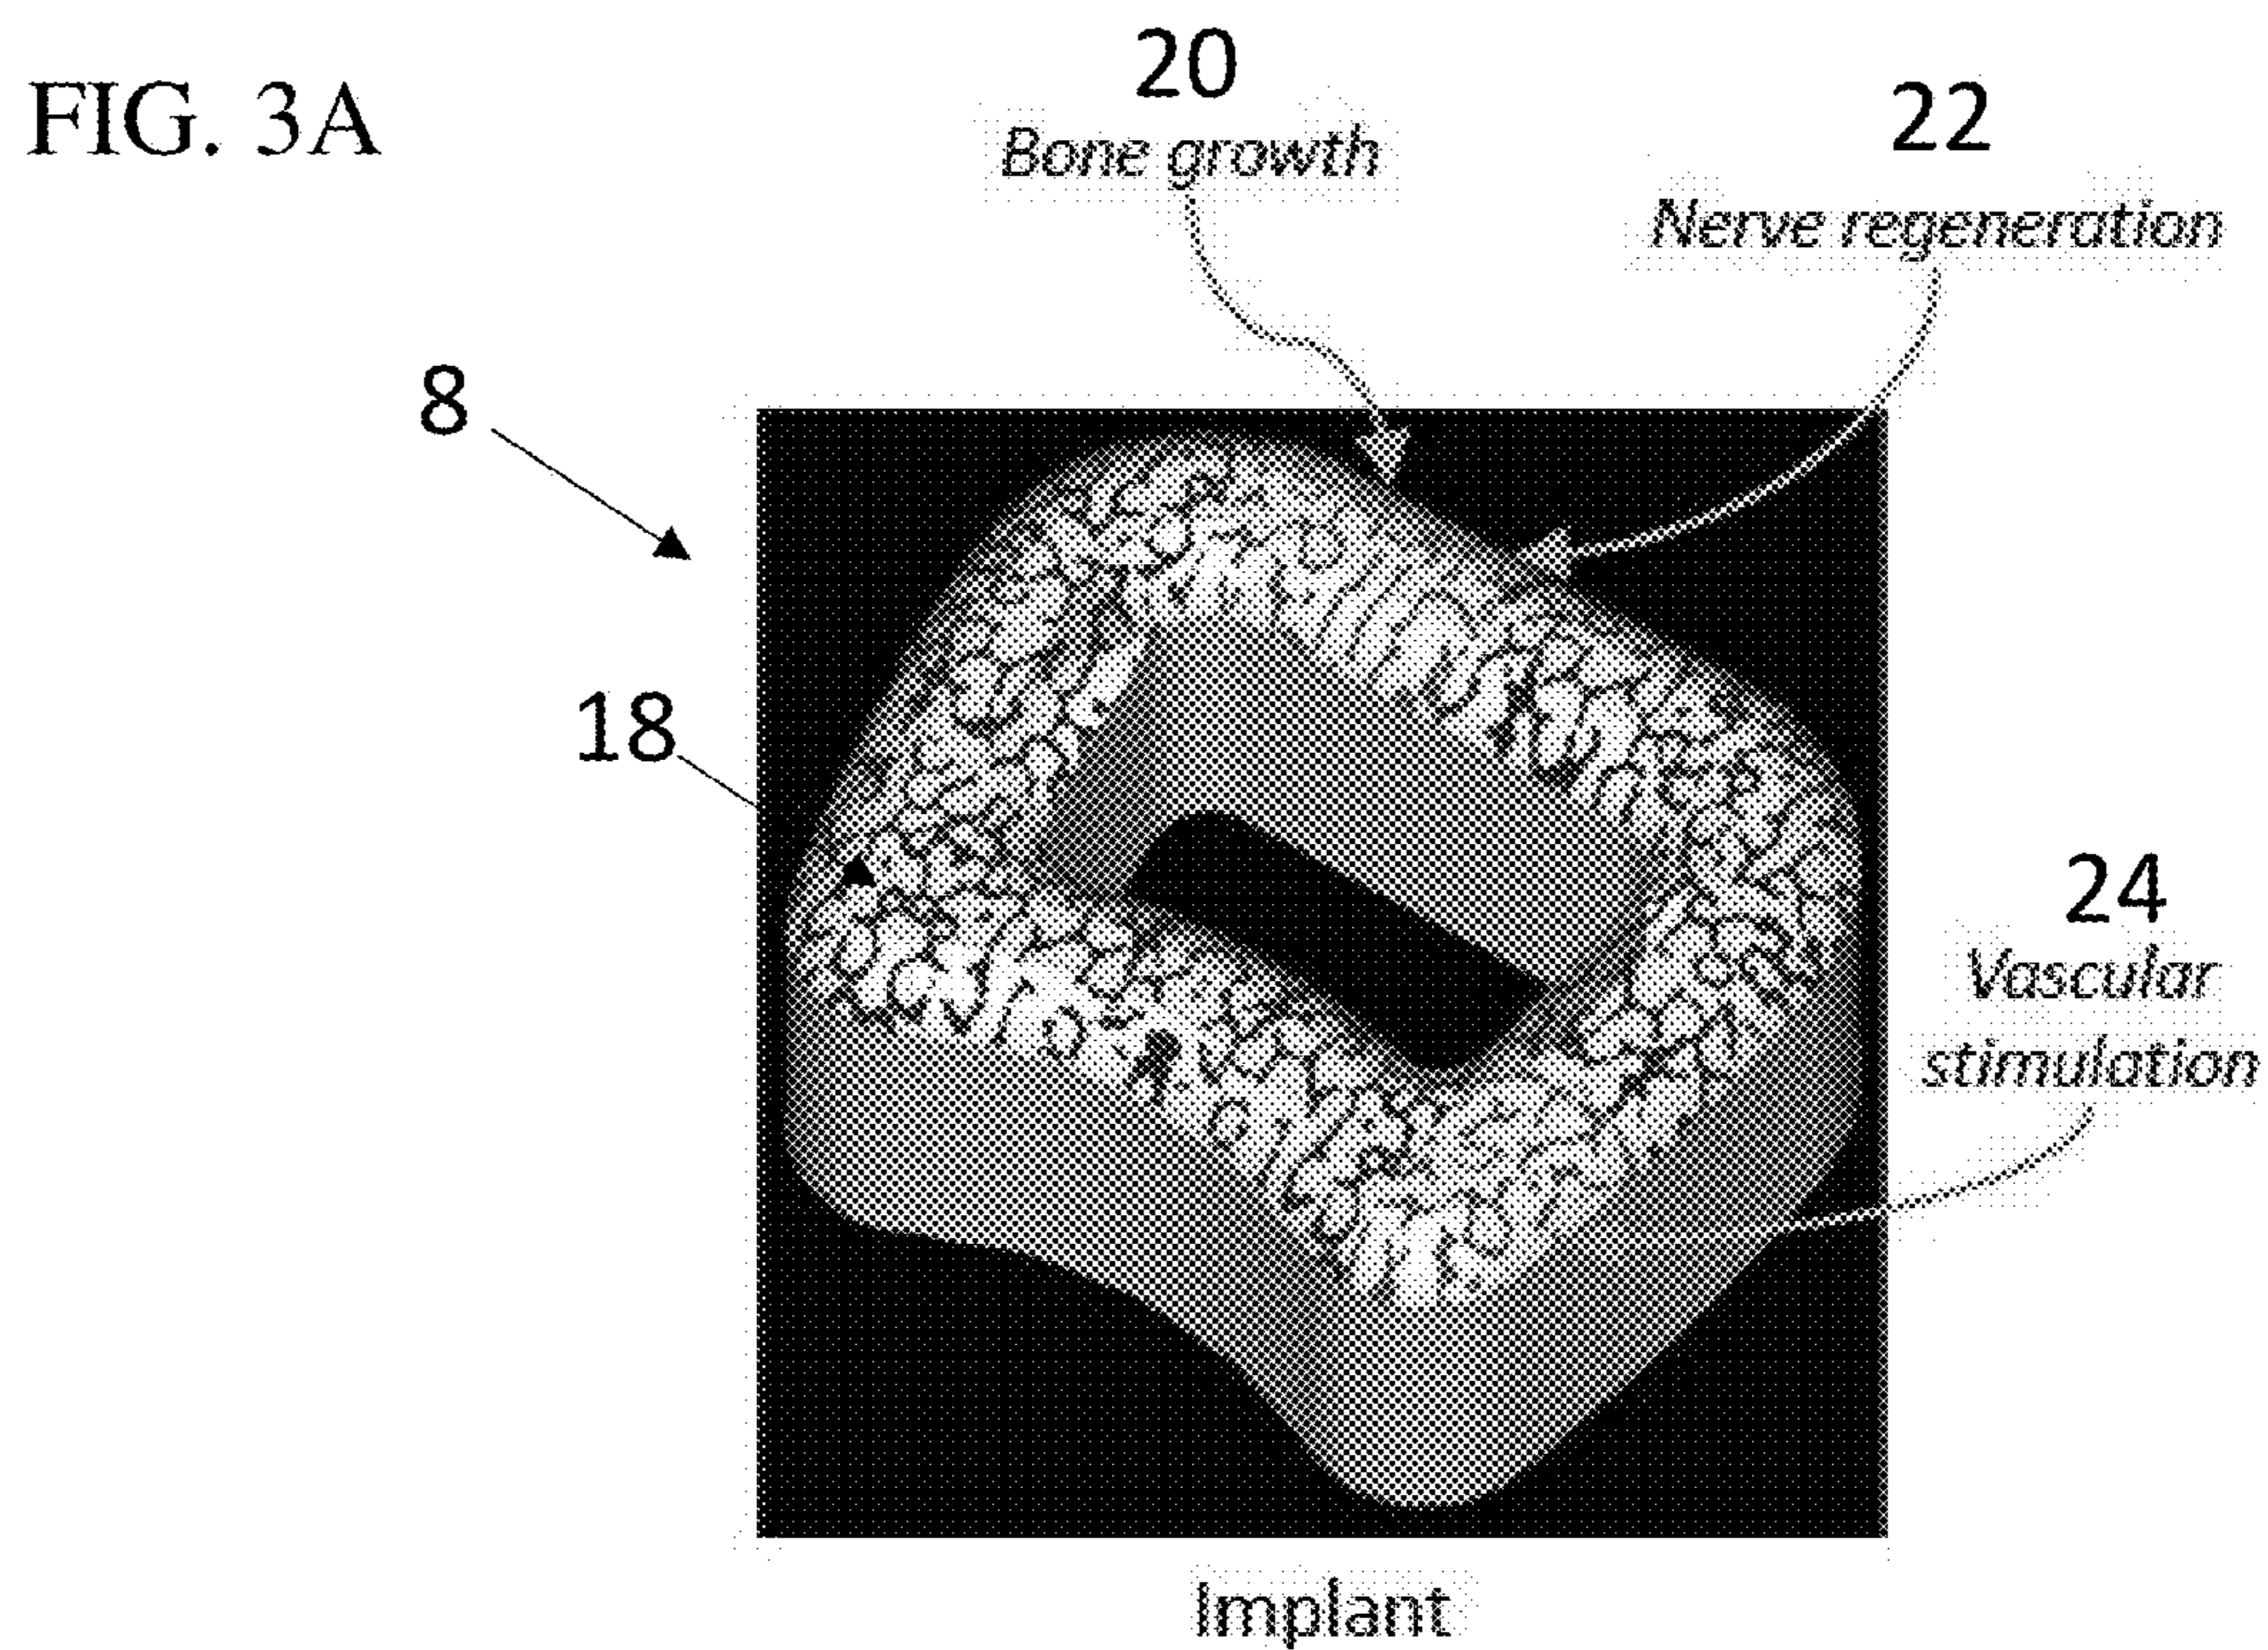 FIG. 3A
20
Bone growth
22
Nerve regeneration
8
18
24
Vascular
stimulation
Implant